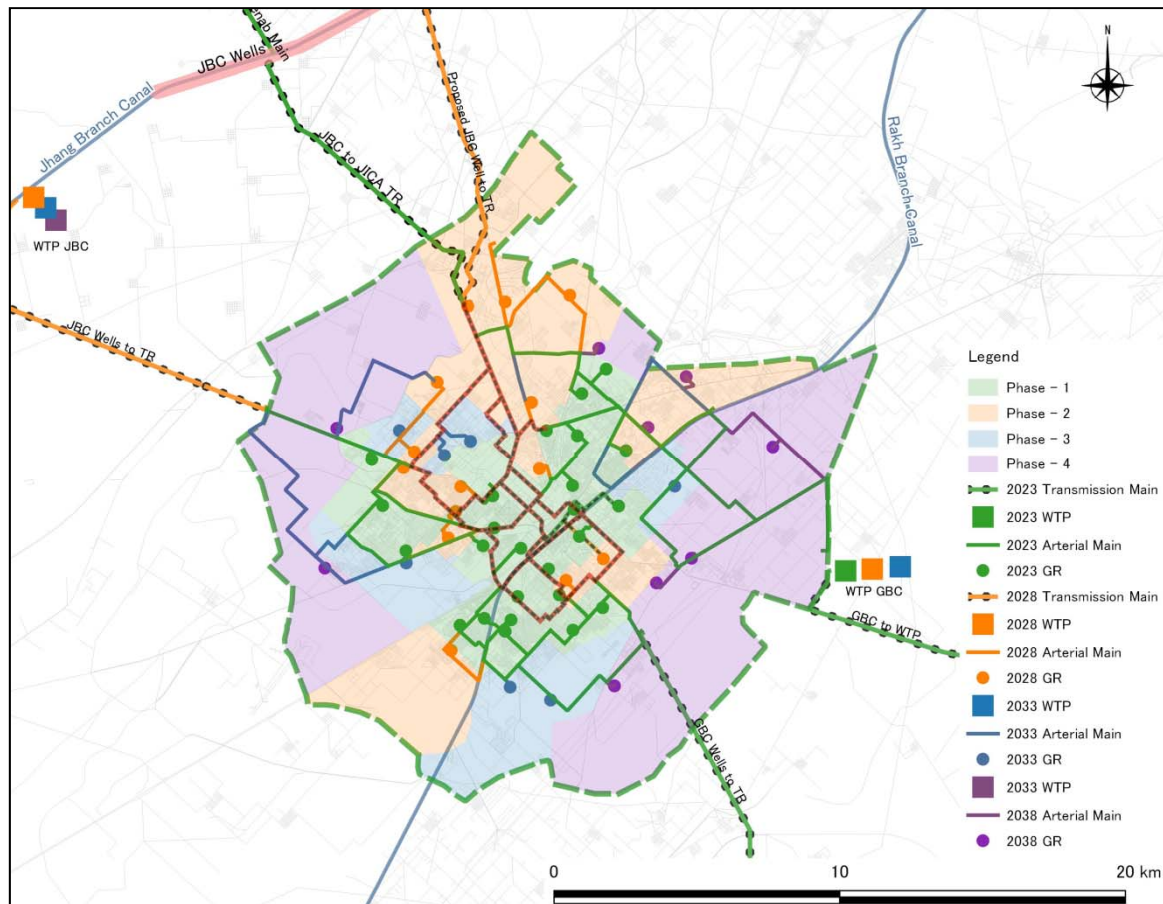 N
enab Main
JBC Wells
Jhang Branch Canal
JBC to JICA TR
Proposed JBC Well to TR
Rakh Branch Canal
WTP JBC
JBC Wells to TR
WTP GBC
GBC to WTP
GBC Wells to TR
Legend
Phase - 1
Phase - 2
Phase - 3
Phase - 4
2023 Transmission Main
2023 WTP
2023 Arterial Main
2023 GR
2028 Transmission Main
2028 WTP
2028 Arterial Main
2028 GR
2033 WTP
2033 Arterial Main
2033 GR
2033 WTP
2038 Arterial Main
2038 GR
0 10 20 km